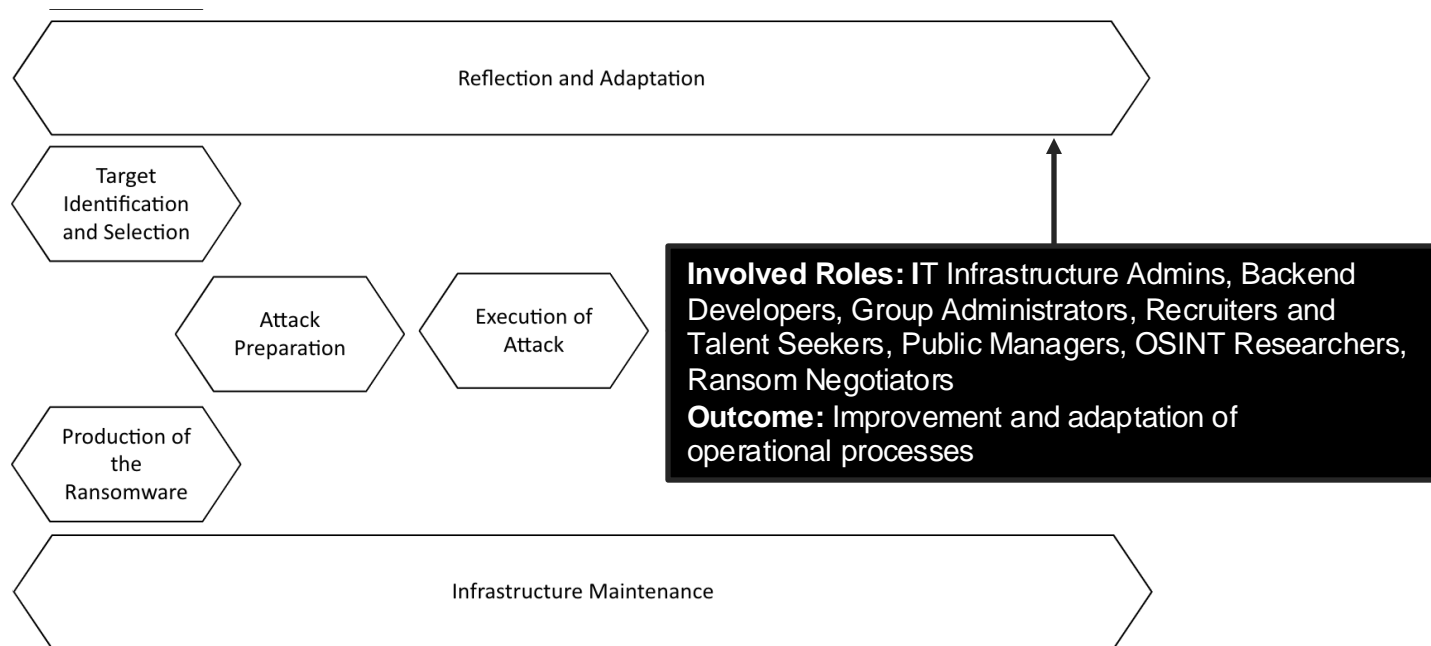 Reflection and Adaptation
Target
Identification
and Selection
Attack
Preparation
Execution of
Attack
Involved Roles: IT Infrastructure Admins, Backend
Developers, Group Administrators, Recruiters and
Talent Seekers, Public Managers, OSINT Researchers,
Ransom Negotiators
Outcome: Improvement and adaptation of
operational processes
Production of
the
Ransomware
Infrastructure Maintenance